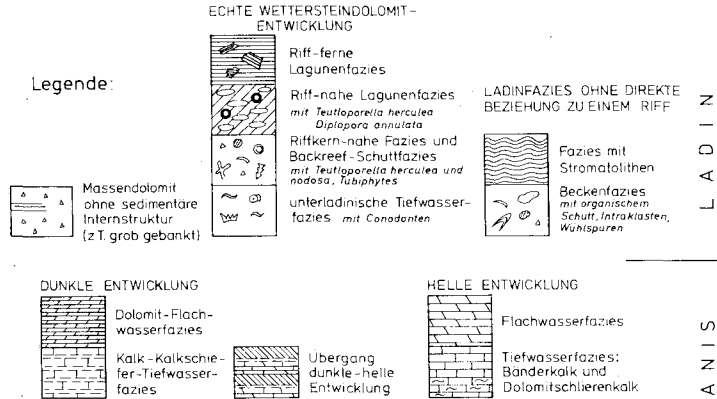 ECHTE WETTERSTEINDOLOMIT-
ENTWICKLUNG
Legende:
Riff-ferne
Lagunenfazies
Riff-nahe Lagunenfazies
mit Teutloporella herculea
Diplopora annulata
Riffkern-nahe Fazies und
Backreef-Schuttfazies
mit Teutloporella herculea und
nodosa, Tubiphytes
unterladinische Tiefwasser-
fazies mit Conodonten
Massendolomit
ohne sedimentäre
Internstruktur
(z T. grob gebankt)
LADINFAZIES OHNE DIREKTE
BEZIEHUNG ZU EINEM RIFF
Fazies mit
Stromatolithen
Beckenfazies
mit organischem
Schutt, Intraklasten,
Wühlspuren
LADIN
DUNKLE ENTWICKLUNG
Dolomit-Flach-
wasserfazies
Kalk-Kalkschie-
fer-Tiefwasser-
fazies
Übergang
dunkle-helle
Entwicklung
HELLE ENTWICKLUNG
Flachwasserfazies
Tiefwasserfazies:
Bänderkalk und
Dolomitschlierenkalk
ANIS